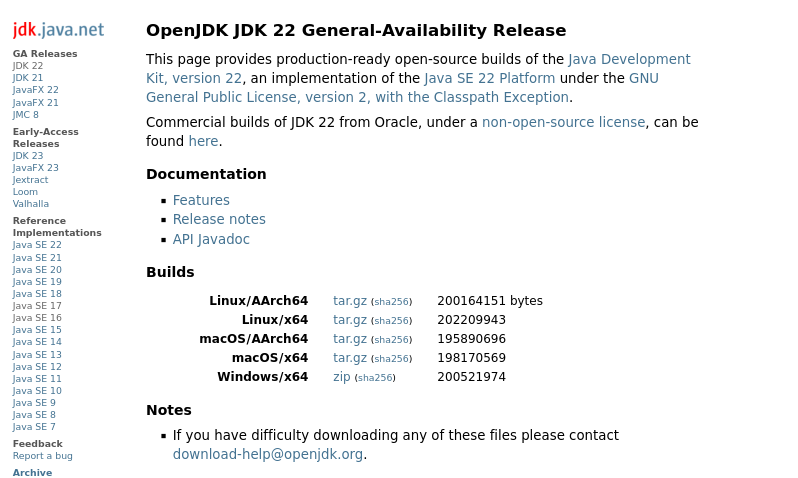 jdk.java.net
GA Releases
JDK 22
JDK 21
JavaFX 22
JavaFX 21
JMC 8
Early-Access
Releases
JDK 23
JavaFX 23
Jextract
Loom
Valhalla
Reference
Implementations
Java SE 22
Java SE 21
Java SE 20
Java SE 19
Java SE 18
Java SE 17
Java SE 16
Java SE 15
Java SE 14
Java SE 13
Java SE 12
Java SE 11
Java SE 10
Java SE 9
Java SE 8
Java SE 7
Feedback
Report a bug
Archive
OpenJDK JDK 22 General-Availability Release
This page provides production-ready open-source builds of the Java Development
Kit, version 22, an implementation of the Java SE 22 Platform under the GNU
General Public License, version 2, with the Classpath Exception.
Commercial builds of JDK 22 from Oracle, under a non-open-source license, can be
found here.
Documentation
▪ Features
▪ Release notes
▪ API Javadoc
Builds
Linux/AArch64 tar.gz (sha256) 200164151 bytes
Linux/x64 tar.gz (sha256) 202209943
macOS/AArch64 tar.gz (sha256) 195890696
macOS/x64 tar.gz (sha256) 198170569
Windows/x64 zip (sha256) 200521974
Notes
▪ If you have difficulty downloading any of these files please contact
download-help@openjdk.org.